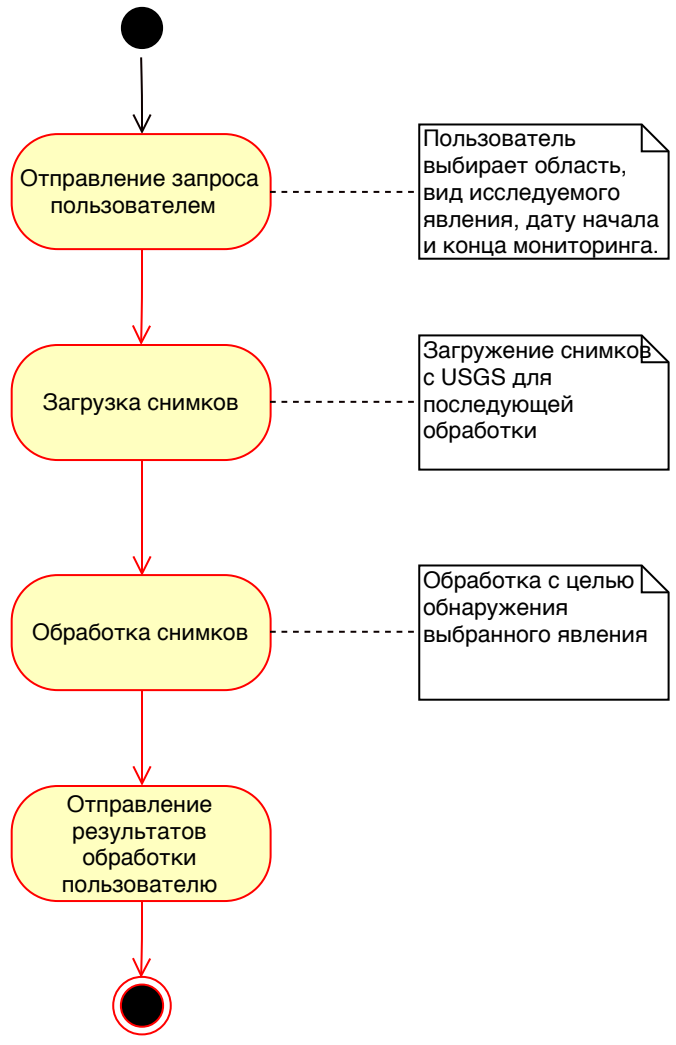 Отправление запроса
пользователем
Пользователь
выбирает область,
вид исследуемого
явления, дату начала
и конца мониторинга.
Загрузка снимков
Загружение снимков
с USGS для
последующей
обработки
Обработка снимков
Обработка с целью
обнаружения
выбранного явления
Отправление
результатов
обработки
пользователю